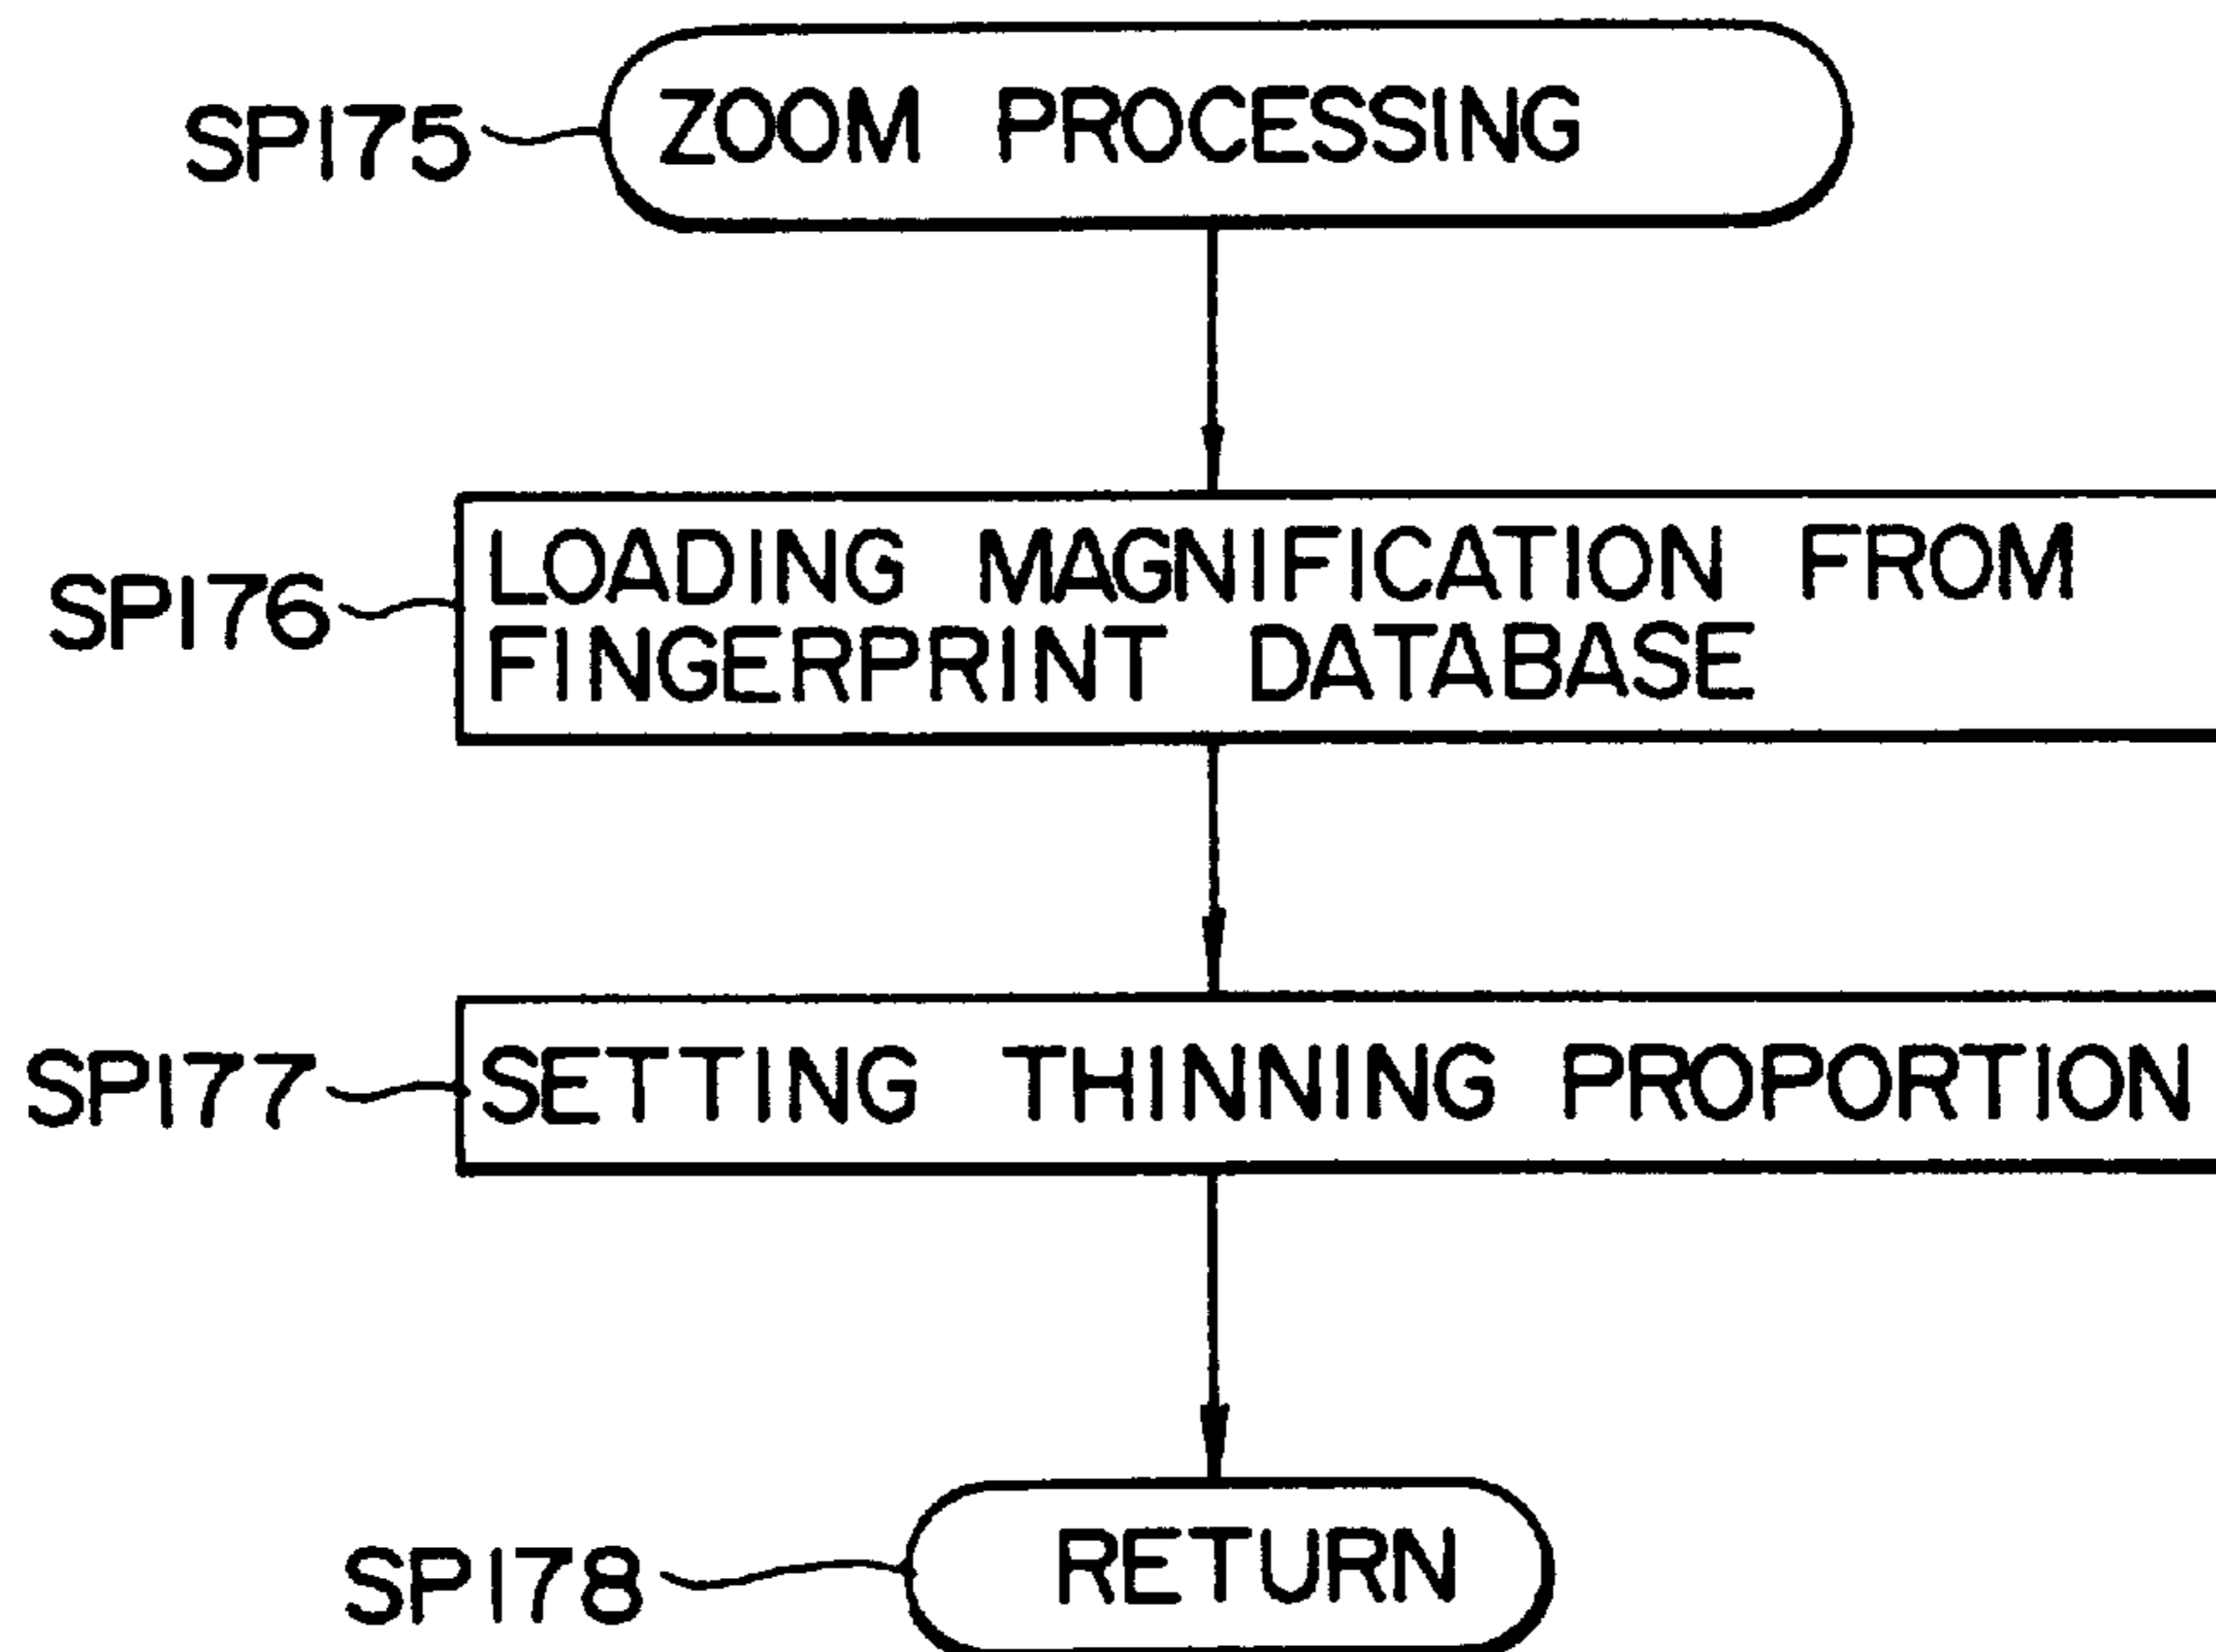 SP175 ZOOM PROCESSING
SP176 LOADING MAGNIFICATION FROM
FINGERPRINT DATABASE
SP177 SETTING THINNING PROPORTION
SP178 RETURN